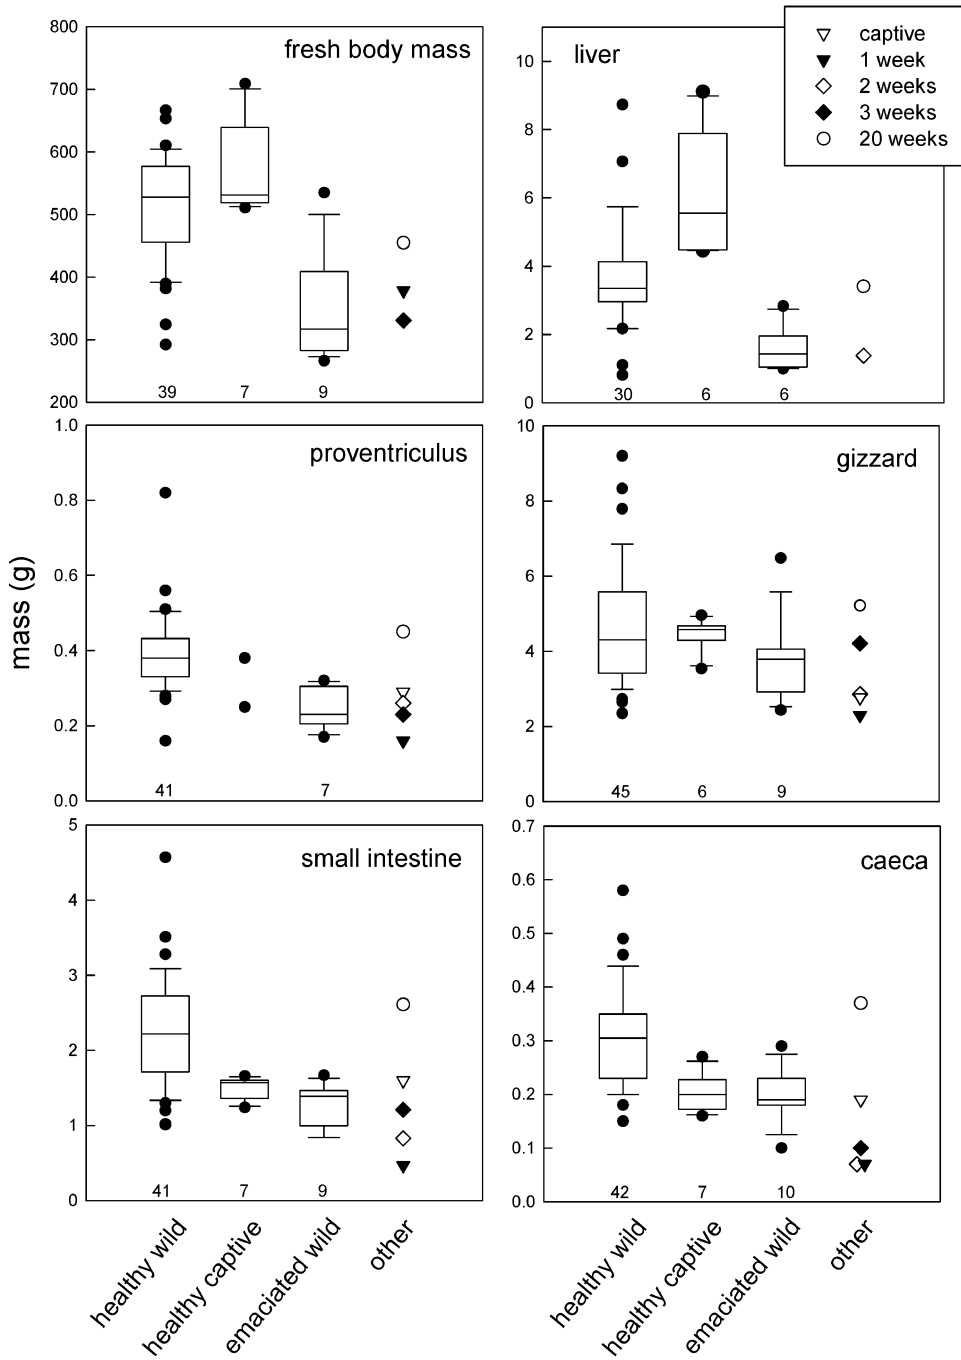 800
700
600
500
400
300
200
fresh body mass
39
7
9
10
8
6
4
2
0
liver
30
6
6
captive
1 week
2 weeks
3 weeks
20 weeks
mass (g)
1.0
0.8
0.6
0.4
0.2
0.0
proventriculus
41
7
10
8
6
4
2
0
gizzard
45
6
9
5
4
3
2
1
0
small intestine
41
7
9
0.7
0.6
0.5
0.4
0.3
0.2
0.1
0.0
caeca
42
7
10
healthy wild
healthy captive
emaciated wild
other
healthy wild
healthy captive
emaciated wild
other